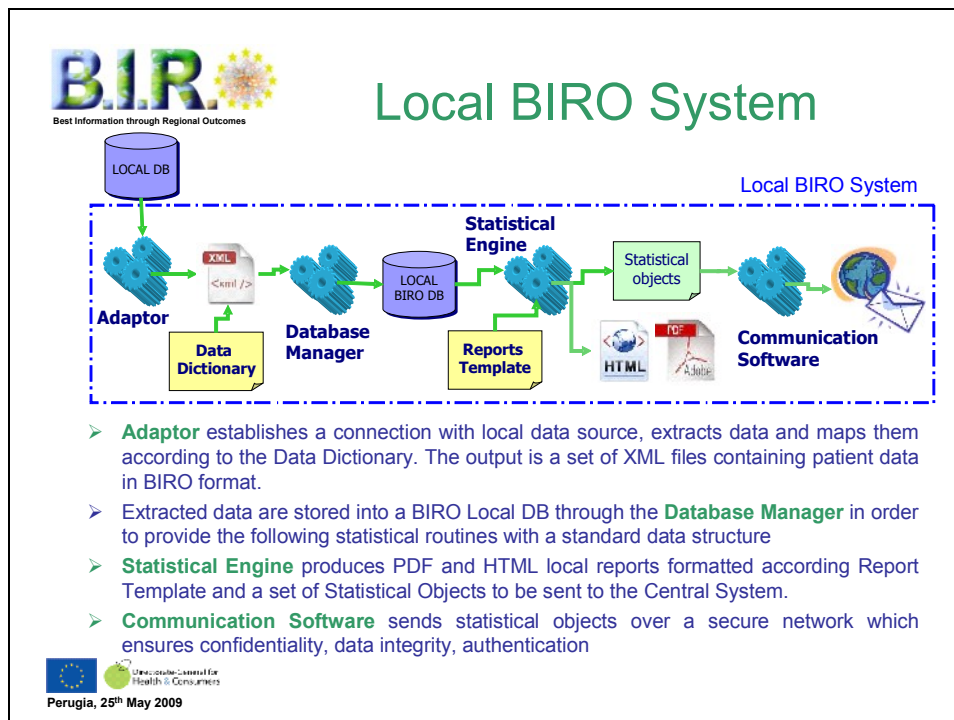 B.I.R.
Best Information through Regional Outcomes
Local BIRO System
LOCAL DB
Local BIRO System
Adaptor
XML
<xml />
Data
Dictionary
Database
Manager
LOCAL
BIRO DB
Statistical
Engine
Reports
Template
Statistical
objects
HTML
PDF
Adobe
Communication
Software
➢ Adaptor establishes a connection with local data source, extracts data and maps them
according to the Data Dictionary. The output is a set of XML files containing patient data
in BIRO format.
➢ Extracted data are stored into a BIRO Local DB through the Database Manager in order
to provide the following statistical routines with a standard data structure
➢ Statistical Engine produces PDF and HTML local reports formatted according Report
Template and a set of Statistical Objects to be sent to the Central System.
➢ Communication Software sends statistical objects over a secure network which
ensures confidentiality, data integrity, authentication
Directorate-General for
Health & Consumers
Perugia, 25th May 2009